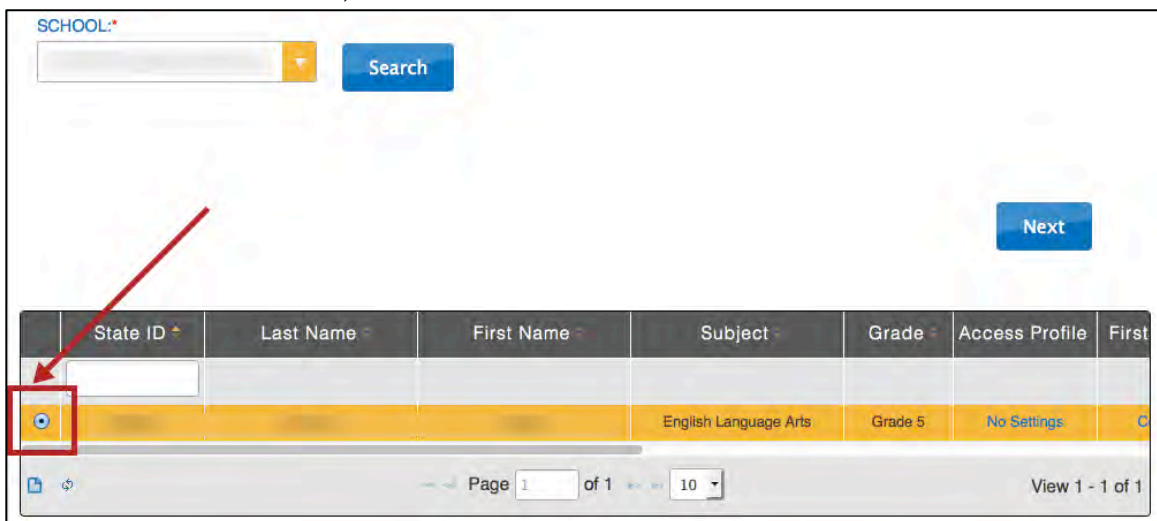 SCHOOL:*
Search
Next
State ID Last Name First Name Subject Grade Access Profile First
English Language Arts Grade 5 No Settings
Page 1 of 1 10 View 1 - 1 of 1